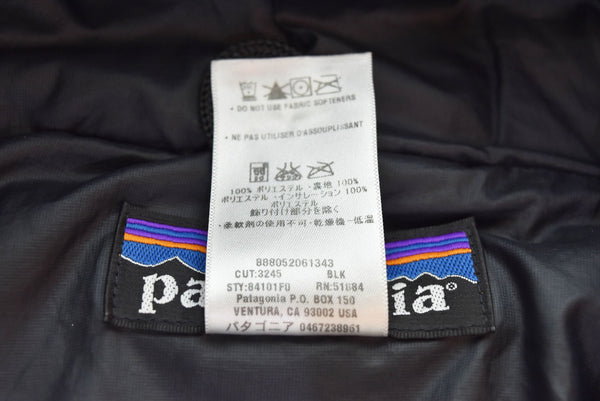 • DO NOT USE FABRIC SOFTENERS
• NE PAS UTILISER D'ASSOUPLISSANT
100% ポリエステル・裏地 100%
ポリエステル・インサレーション 100%
ポリエステル
飾り付け部分を除く
・柔軟剤の使用不可・乾燥機-低温
888052061343
CUT:3245 BLK
STY:84101F0 RN:51884
Patagonia P.O. BOX 150
VENTURA, CA 93002 USA
パタゴニア 0467238961
pa ia®